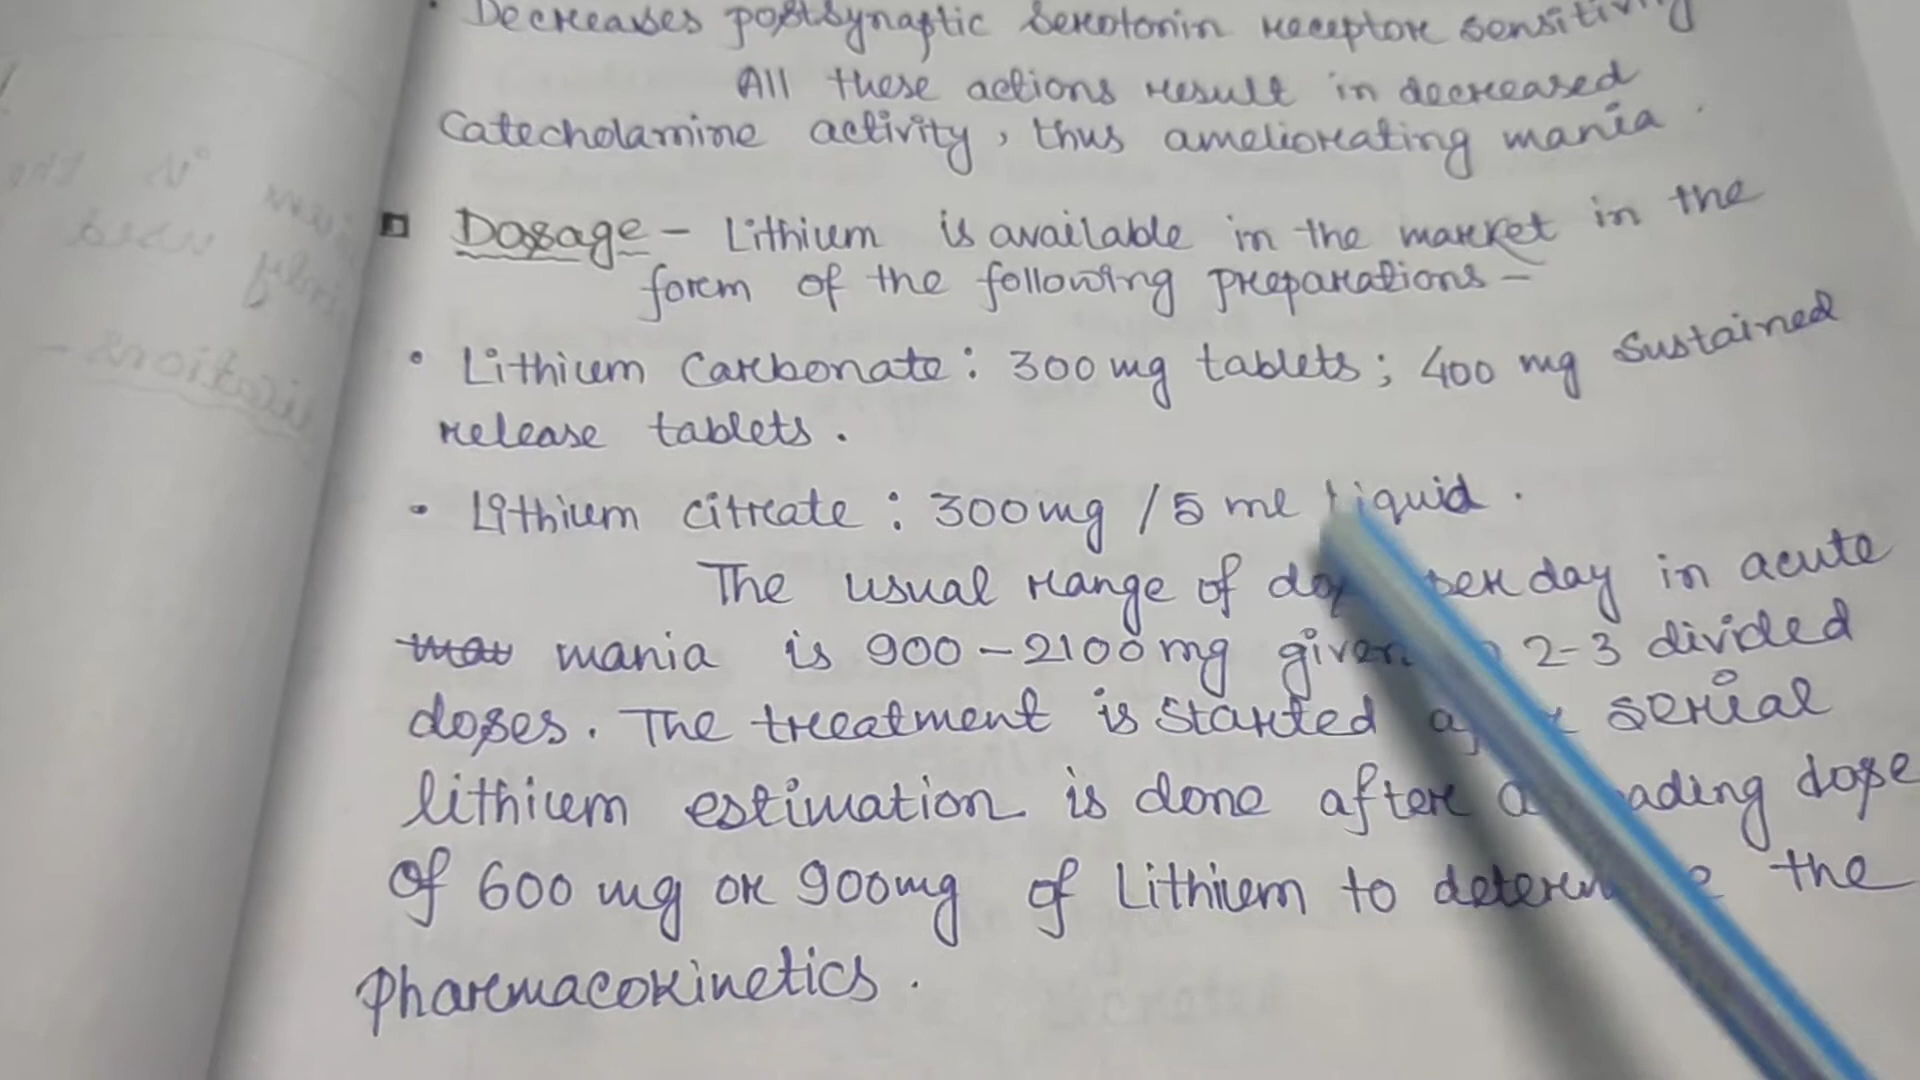 Decreases postsynaptic serotonin receptor sensitivity
All these actions result in decreased
Catecholamine activity, thus ameliorating mania.
Dosage - Lithium is available in the market in the
form of the following preparations -
• Lithium Carbonate: 300 mg tablets; 400 mg sustained
release tablets.
• Lithium citrate: 300mg / 5 ml liquid.
The usual range of per day in acute
mania is 900-2100 mg given 2-3 divided
doses. The treatment is started serial
lithium estimation is done after a loading dose
of 600 mg or 900mg of Lithium to determine the
pharmacokinetics.